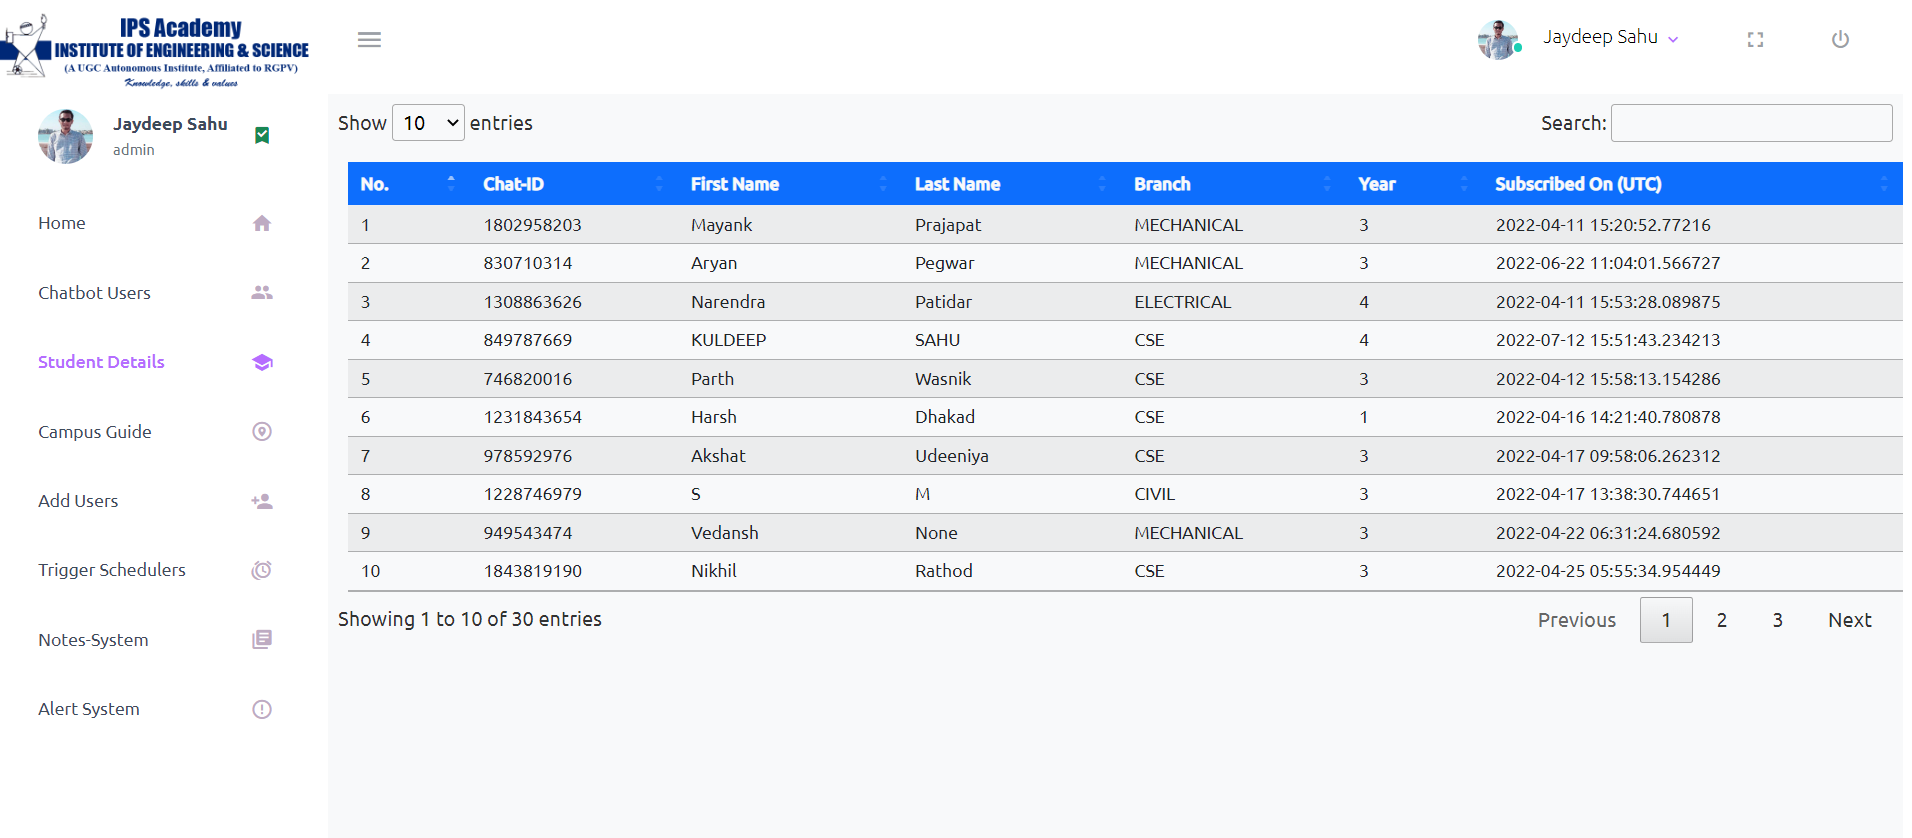 IPS Academy
INSTITUTE OF ENGINEERING & SCIENCE
(A UGC Autonomous Institute, Affiliated to RGPV)
Knowledge, skills & values
Jaydeep Sahu
Jaydeep Sahu
admin
Home
Chatbot Users
Student Details
Campus Guide
Add Users
Trigger Schedulers
Notes-System
Alert System
Show 10 entries
Search:
No. Chat-ID First Name Last Name Branch Year Subscribed On (UTC)
1 1802958203 Mayank Prajapat MECHANICAL 3 2022-04-11 15:20:52.77216
2 830710314 Aryan Pegwar MECHANICAL 3 2022-06-22 11:04:01.566727
3 1308863626 Narendra Patidar ELECTRICAL 4 2022-04-11 15:53:28.089875
4 849787669 KULDEEP SAHU CSE 4 2022-07-12 15:51:43.234213
5 746820016 Parth Wasnik CSE 3 2022-04-12 15:58:13.154286
6 1231843654 Harsh Dhakad CSE 1 2022-04-16 14:21:40.780878
7 978592976 Akshat Udeeniya CSE 3 2022-04-17 09:58:06.262312
8 1228746979 S M CIVIL 3 2022-04-17 13:38:30.744651
9 949543474 Vedansh None MECHANICAL 3 2022-04-22 06:31:24.680592
10 1843819190 Nikhil Rathod CSE 3 2022-04-25 05:55:34.954449
Showing 1 to 10 of 30 entries
Previous 1 2 3 Next